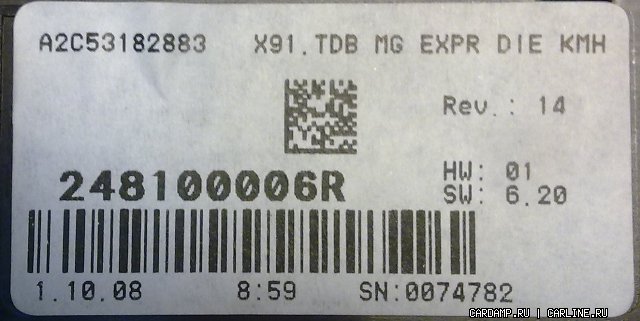 A2C53182883 X91.TDB MG EXPR DIE KMH
Rev.: 14
248100006R
HW: 01
SW: 6.20
1.10.08 8:59 SN:0074782
CARDAMP.RU | CARLINE.RU